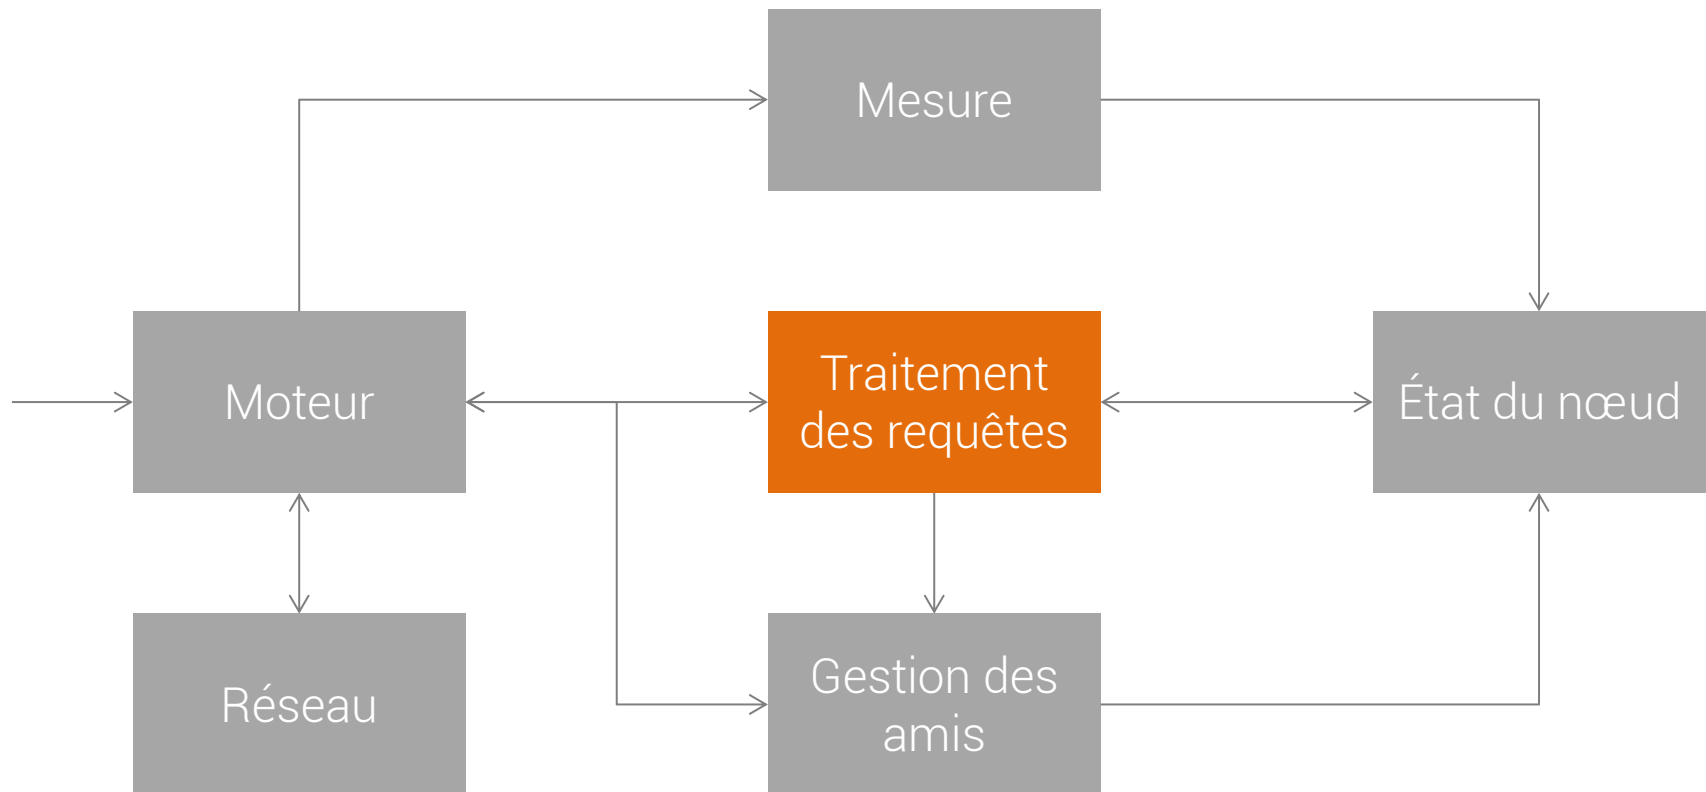 Mesure
Moteur
Traitement
des requêtes
État du nœud
Réseau
Gestion des
amis